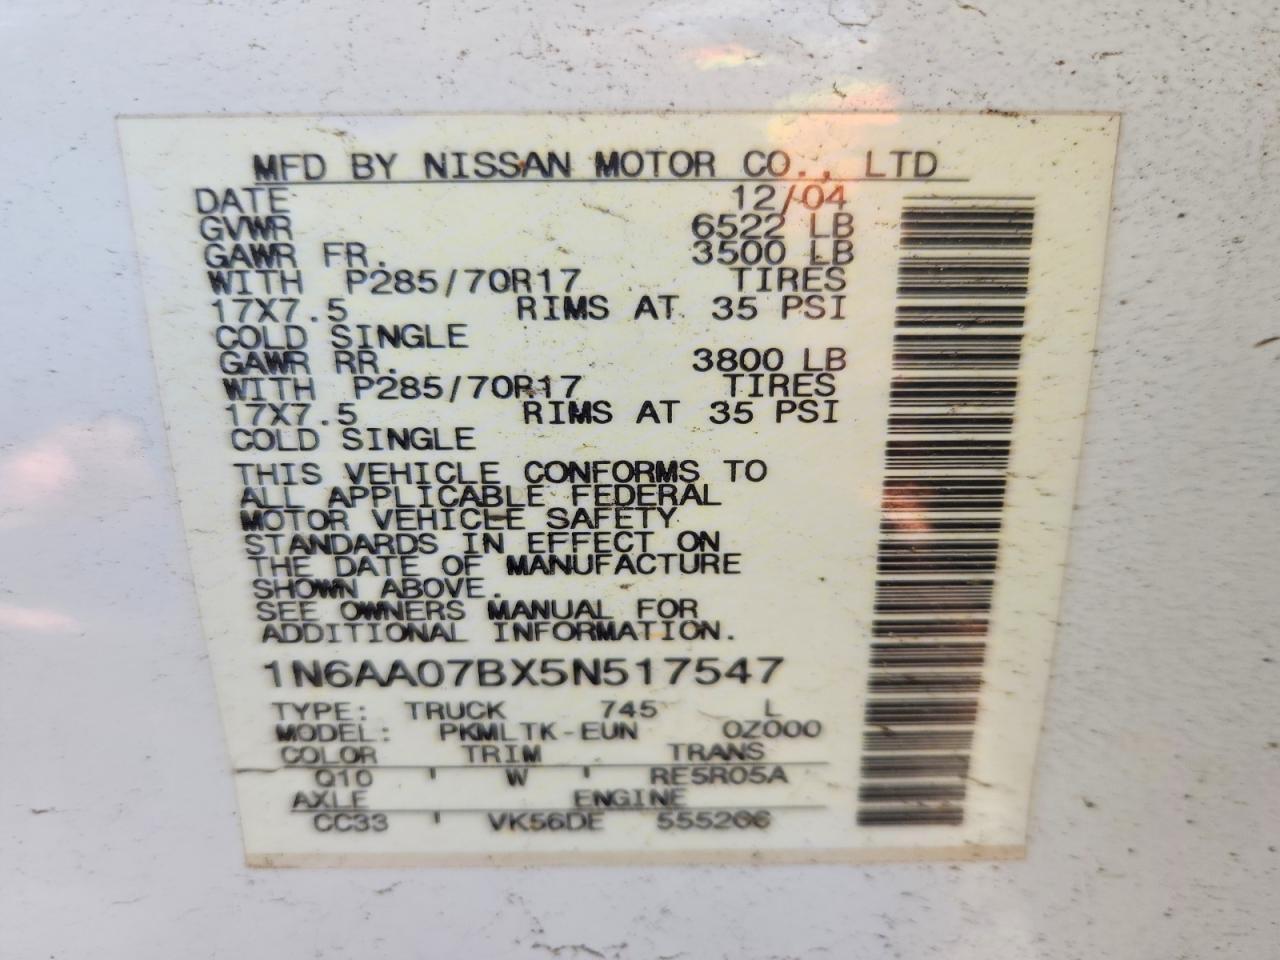 MFD BY NISSAN MOTOR CO., LTD
DATE 12/04
GVWR 6522 LB
GAWR FR. 3500 LB
WITH P285/70R17 TIRES
17X7.5 RIMS AT 35 PSI
COLD SINGLE
GAWR RR. 3800 LB
WITH P285/70R17 TIRES
17X7.5 RIMS AT 35 PSI
COLD SINGLE
THIS VEHICLE CONFORMS TO
ALL APPLICABLE FEDERAL
MOTOR VEHICLE SAFETY
STANDARDS IN EFFECT ON
THE DATE OF MANUFACTURE
SHOWN ABOVE.
SEE OWNERS MANUAL FOR
ADDITIONAL INFORMATION.
1N6AA07BX5N517547
TYPE: TRUCK 745 L
MODEL: PKMLTK-EUN 0Z000
COLOR TRIM TRANS
Q10 ' W ' RE5R05A
AXLE ENGINE
CC33 ' VK56DE 5552CC